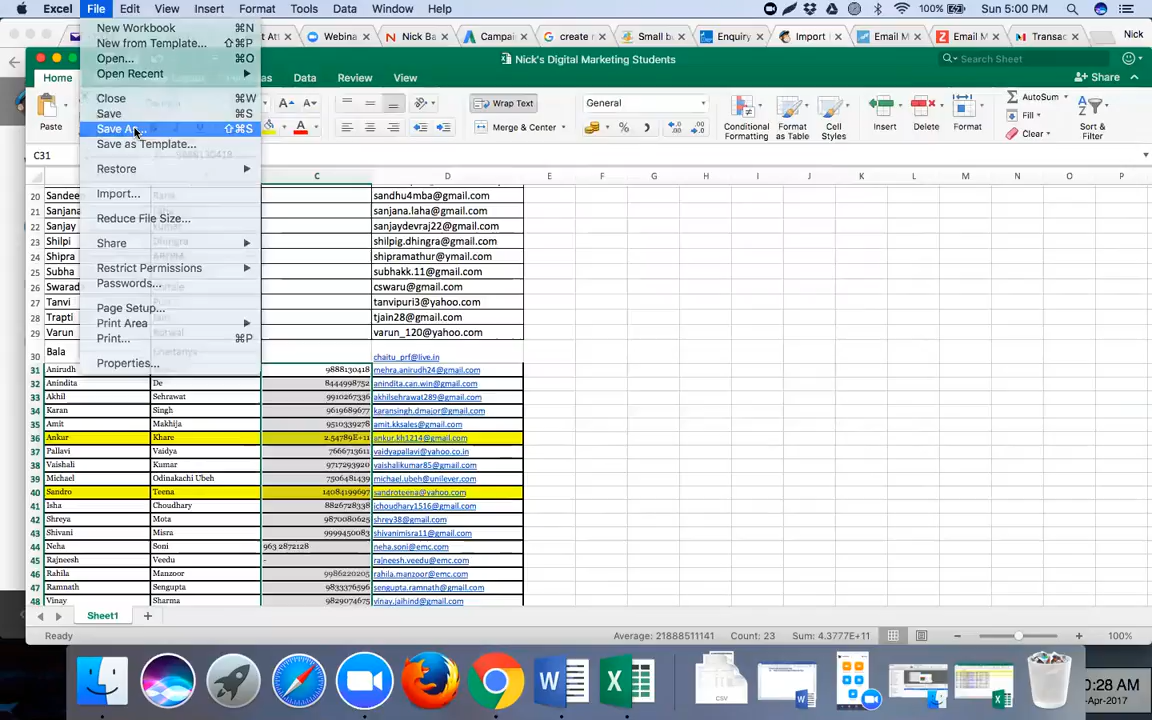 Excel File Edit View Insert Format Tools Data Window Help 100% Sun 5:00 PM
Webina Nick Ba Campai create r Small b Enquiry Import Email M Email M Transac Nick
Nick's Digital Marketing Students Search Sheet
Home Data Review View Share
New Workbook ⌘N
New from Template... ⇧⌘P
Open... ⌘O
Open Recent
Close ⌘W
Save ⌘S
Save As... ⇧⌘S
Save as Template...
Restore
Import...
Reduce File Size...
Share
Restrict Permissions
Passwords...
Page Setup...
Print Area
Print... ⌘P
Properties...
Paste
Wrap Text General
Merge & Center %
Conditional Formatting Format as Table Cell Styles Insert Delete Format
AutoSum Fill Clear Sort & Filter
C31
C D E F G H I J K L M N O P
20 Sandee sandhu4mba@gmail.com
21 Sanjana sanjana.laha@gmail.com
22 Sanjay sanjaydevraj22@gmail.com
23 Shilpi Dhingra shilpig.dhingra@gmail.com
24 Shipra shipramathur@ymail.com
25 Subha subhakk.11@gmail.com
26 Swarad cswaru@gmail.com
27 Tanvi tanvipuri3@yahoo.com
28 Trapti tjain28@gmail.com
29 Varun varun_120@yahoo.com
30 Bala chaitu_prf@live.in
31 Anirudh 9888130418 mehra.anirudh24@gmail.com
32 Anindita De 8444998752 anindita.can.win@gmail.com
33 Akhil Sehrawat 9910267336 akhilsehrawat289@gmail.com
34 Karan Singh 9619689677 karansingh.dmajor@gmail.com
35 Amit Makhija 9510339278 amit.kksales@gmail.com
36 Ankur Khare 2.54789E+11 ankur.kh1214@gmail.com
37 Pallavi Vaidya 7666713611 vaidyapallavi@yahoo.co.in
38 Vaishali Kumar 9717293920 vaishalikumar85@gmail.com
39 Michael Odinakachi Ubeh 7506481439 michael.ubeh@unilever.com
40 Sandro Teena 14084199697 sandroteena@yahoo.com
41 Isha Choudhary 8826728338 ichoudhary1516@gmail.com
42 Shreya Mota 9870080625 shrey38@gmail.com
43 Shivani Misra 9999450083 shivanimisra11@gmail.com
44 Neha Soni 963 2872128 neha.soni@emc.com
45 Rajneesh Veedu - rajneesh.veedu@emc.com
46 Rahila Manzoor 9986220205 rahila.manzoor@emc.com
47 Ramnath Sengupta 9833376596 sengupta.ramnath@gmail.com
48 Vinay Sharma 9829074675 vinay.jaihind@gmail.com
Sheet1
Ready Average: 21888511141 Count: 23 Sum: 4.3777E+11 100%
CSV
0:28 AM
-Apr-2017